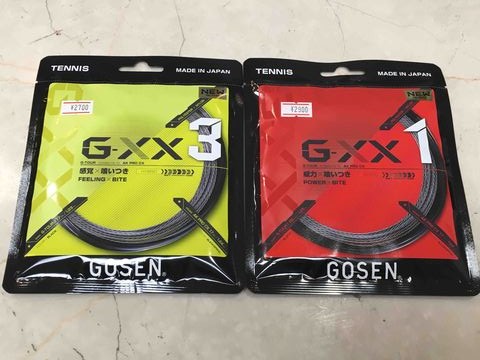 TENNIS
MADE IN JAPAN
¥2700
NEW
G-XX 3
感覚×喰いつき
FEELING×BITE
GOSEN
TENNIS
MADE IN JAPAN
¥2900
NEW
G-XX 1
威力×喰いつき
POWER×BITE
GOSEN